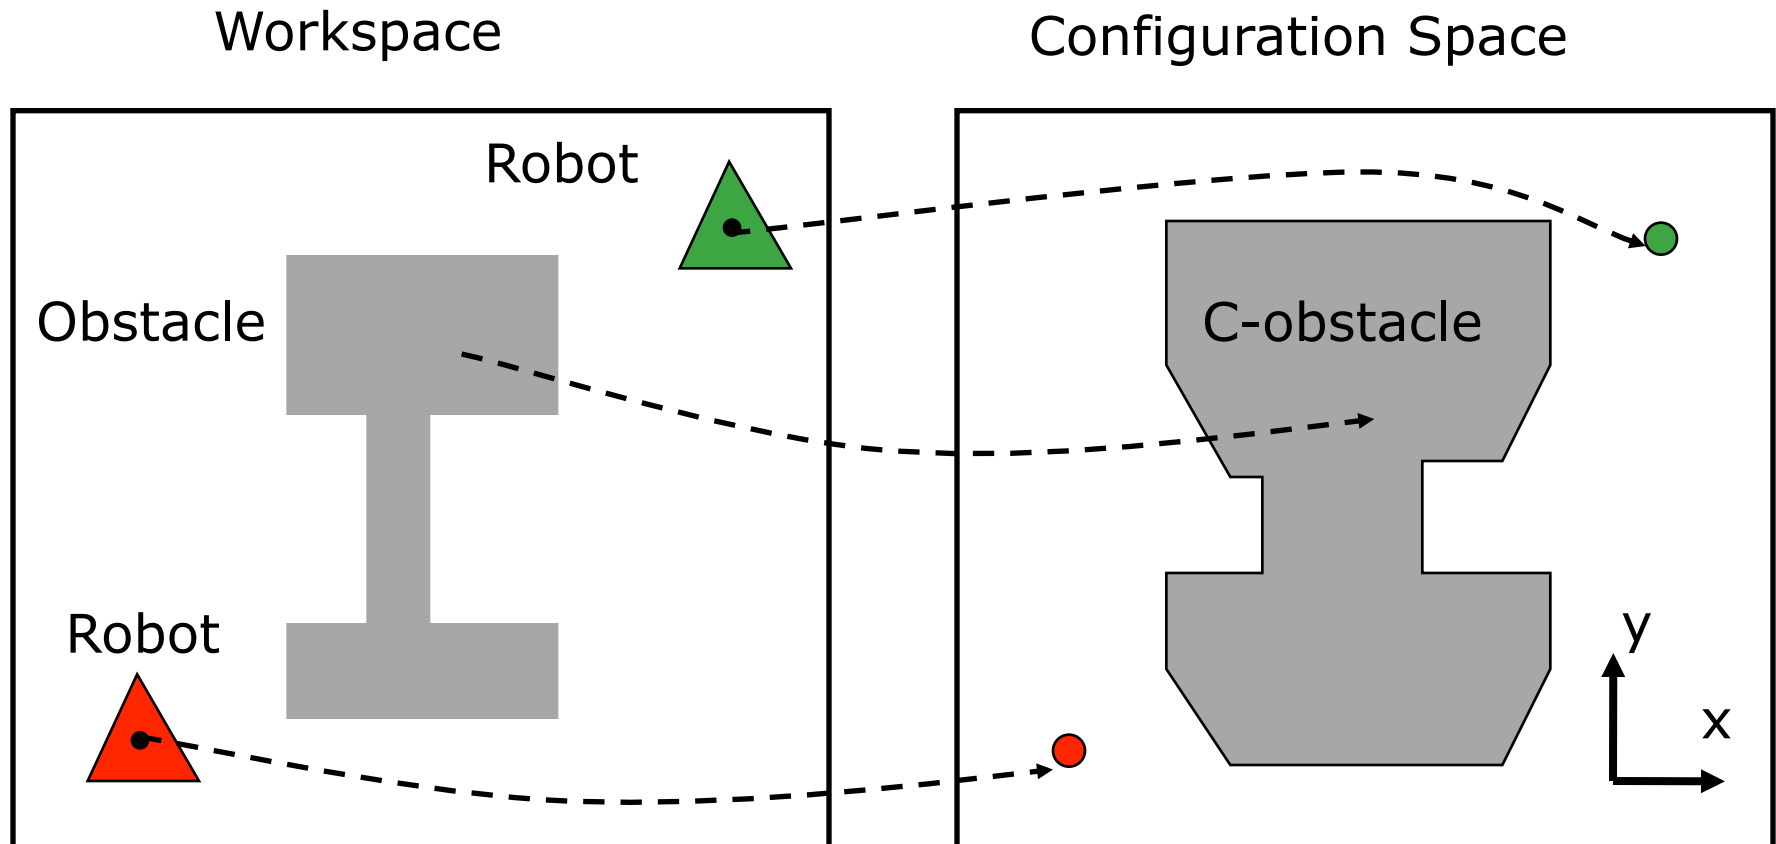 Workspace
Configuration Space
Robot
Obstacle
C-obstacle
Robot
y
x